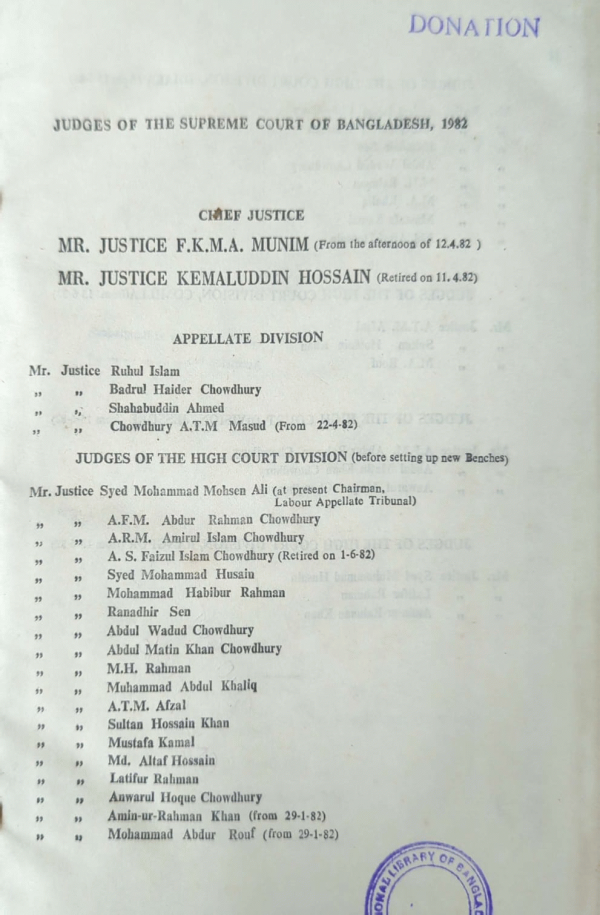 DONATION
JUDGES OF THE SUPREME COURT OF BANGLADESH, 1982
CHIEF JUSTICE
MR. JUSTICE F.K.M.A. MUNIM (From the afternoon of 12.4.82 )
MR. JUSTICE KEMALUDDIN HOSSAIN (Retired on 11.4.82)
APPELLATE DIVISION
Mr. Justice Ruhul Islam
„ „ Badrul Haider Chowdhury
„ „ Shahabuddin Ahmed
„ „ Chowdhury A.T.M Masud (From 22-4-82)
JUDGES OF THE HIGH COURT DIVISION (before setting up new Benches)
Mr. Justice Syed Mohammad Mohsen Ali (at present Chairman,
Labour Appellate Tribunal)
„ „ A.F.M. Abdur Rahman Chowdhury
„ „ A.R.M. Amirul Islam Chowdhury
„ „ A. S. Faizul Islam Chowdhury (Retired on 1-6-82)
„ „ Syed Mohammad Husain
„ „ Mohammad Habibur Rahman
„ „ Ranadhir Sen
„ „ Abdul Wadud Chowdhury
„ „ Abdul Matin Khan Chowdhury
„ „ M.H. Rahman
„ „ Muhammad Abdul Khaliq
„ „ A.T.M. Afzal
„ „ Sultan Hossain Khan
„ „ Mustafa Kamal
„ „ Md. Altaf Hossain
„ „ Latifur Rahman
„ „ Anwarul Hoque Chowdhury
„ „ Amin-ur-Rahman Khan (from 29-1-82)
„ „ Mohammad Abdur Rouf (from 29-1-82)
LIBRARY OF